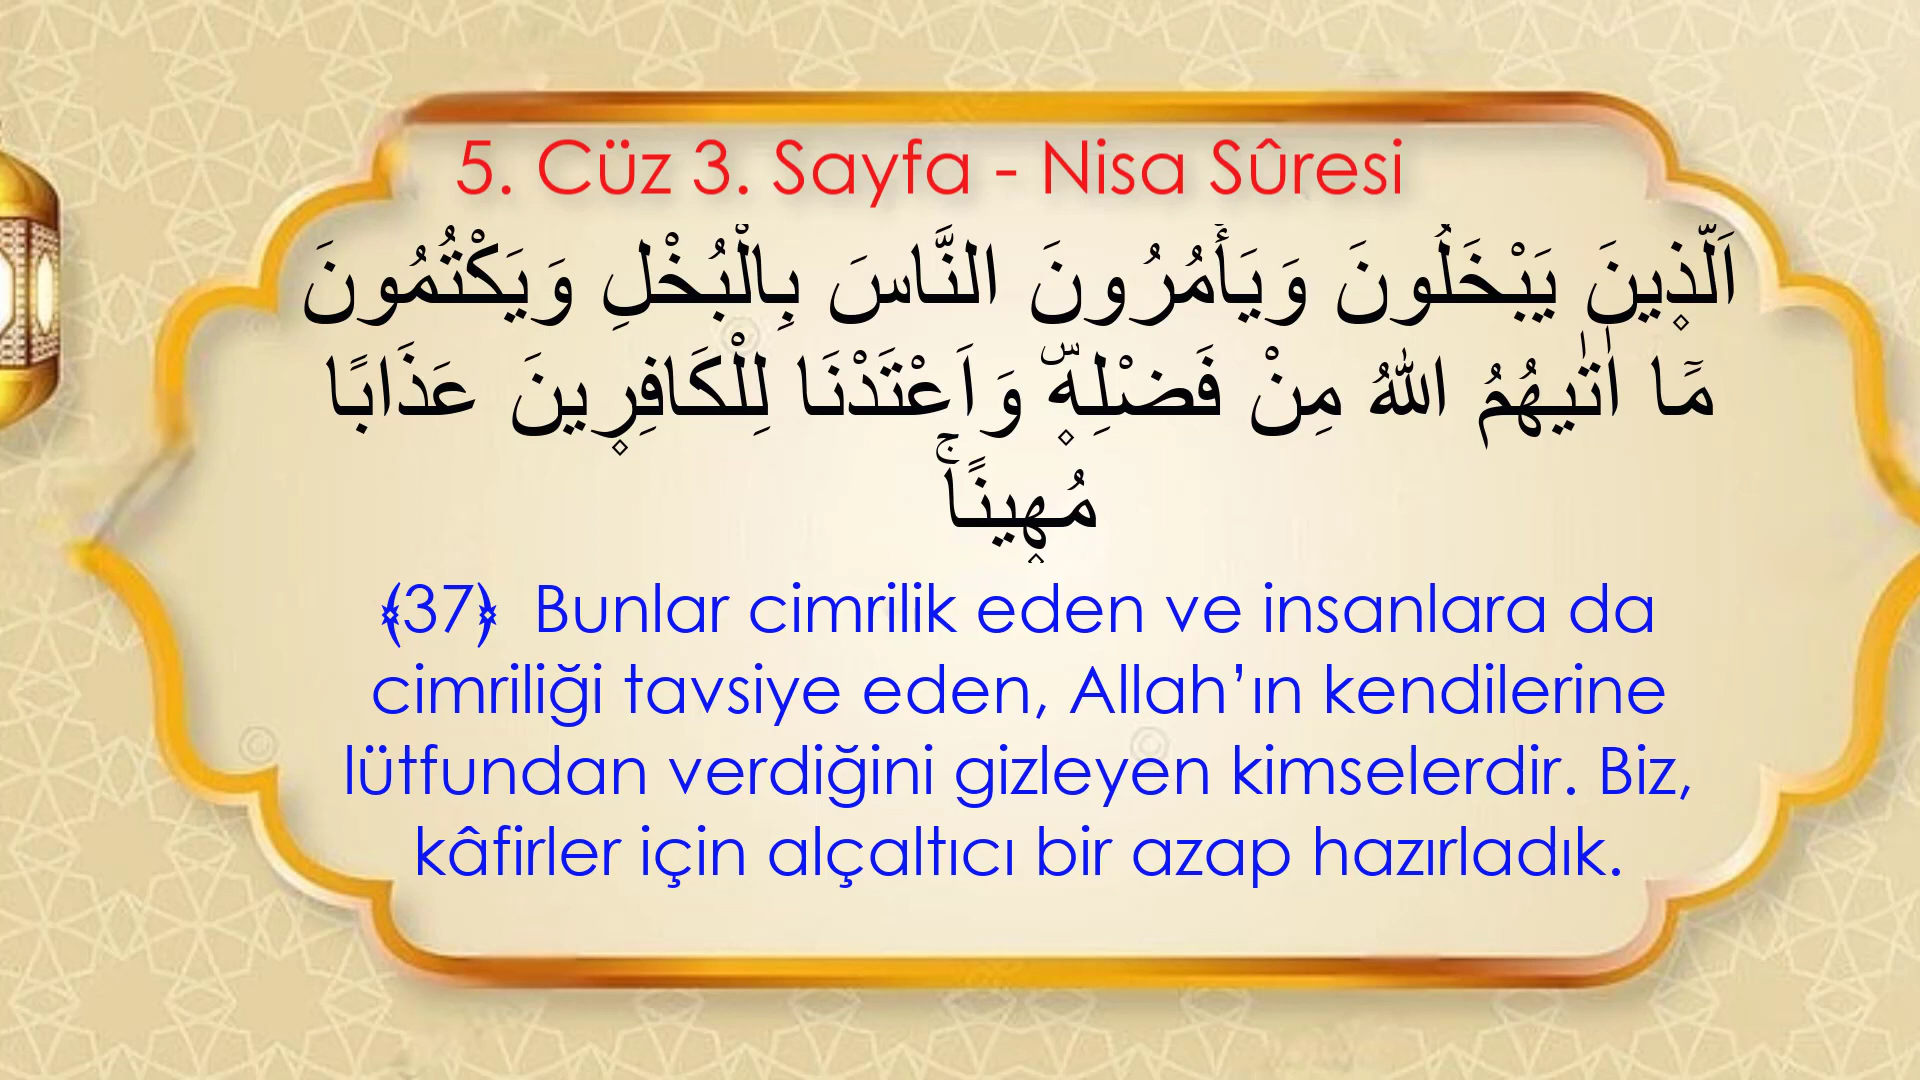 5. Cüz 3. Sayfa - Nisa Sûresi
اَلَّذ۪ينَ يَبْخَلُونَ وَيَأْمُرُونَ النَّاسَ بِالْبُخْلِ وَيَكْتُمُونَ
مَٓا اٰتٰيهُمُ اللّٰهُ مِنْ فَضْلِه۪ۜ وَاَعْتَدْنَا لِلْكَافِر۪ينَ عَذَابًا
مُه۪ينًاۚ
﴾37﴿ Bunlar cimrilik eden ve insanlara da
cimriliği tavsiye eden, Allah’ın kendilerine
lütfundan verdiğini gizleyen kimselerdir. Biz,
kâfirler için alçaltıcı bir azap hazırladık.